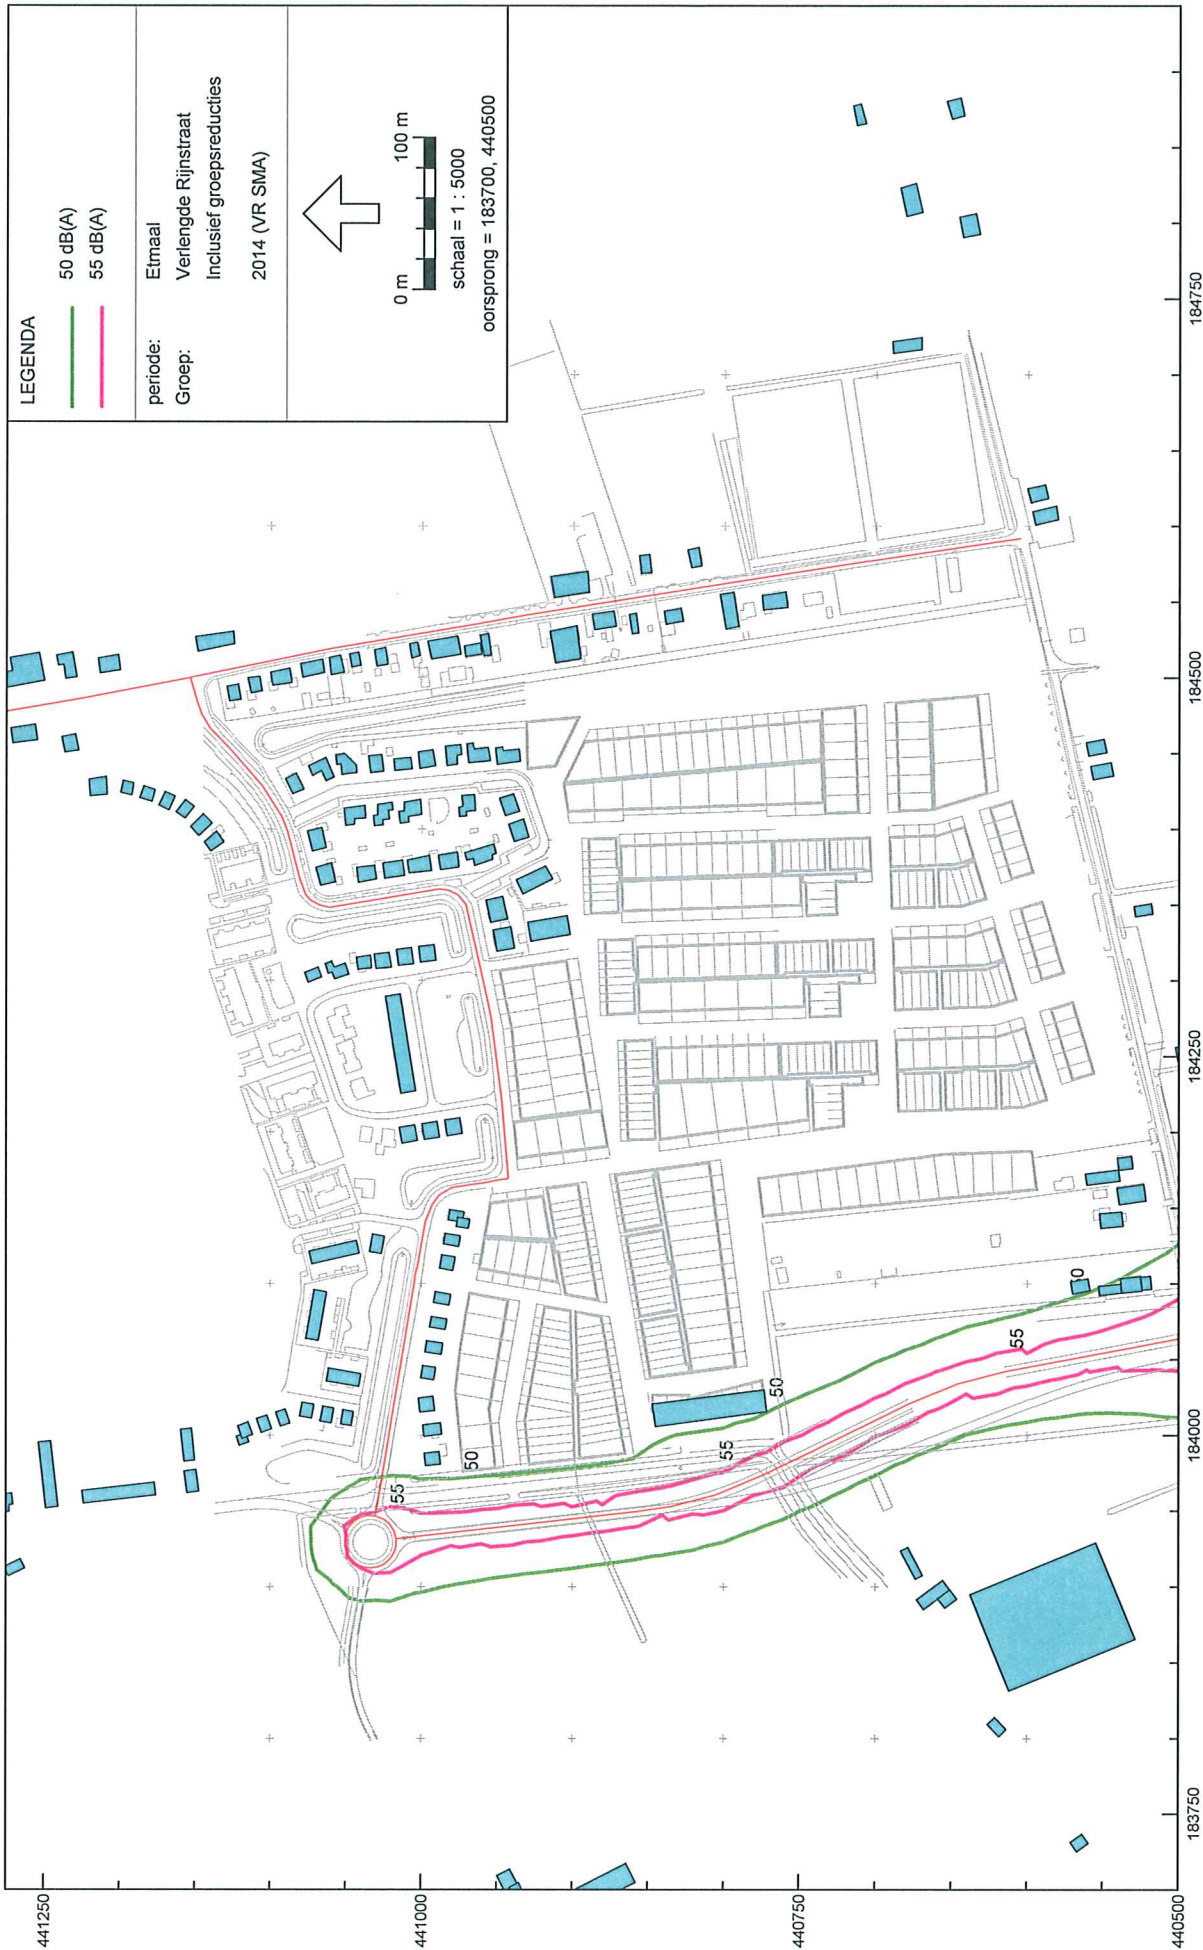 LEGENDA
50 dB(A)
55 dB(A)
periode: Etmaal
Groep: Verlengde Rijnstraat
Inclusief groepsreducties
2014 (VR SMA)
0 m 100 m
schaal = 1 : 5000
oorsprong = 183700, 440500
441250
441000
440750
440500
183750
184000
184250
184500
184750
55
50
55
50
55
50